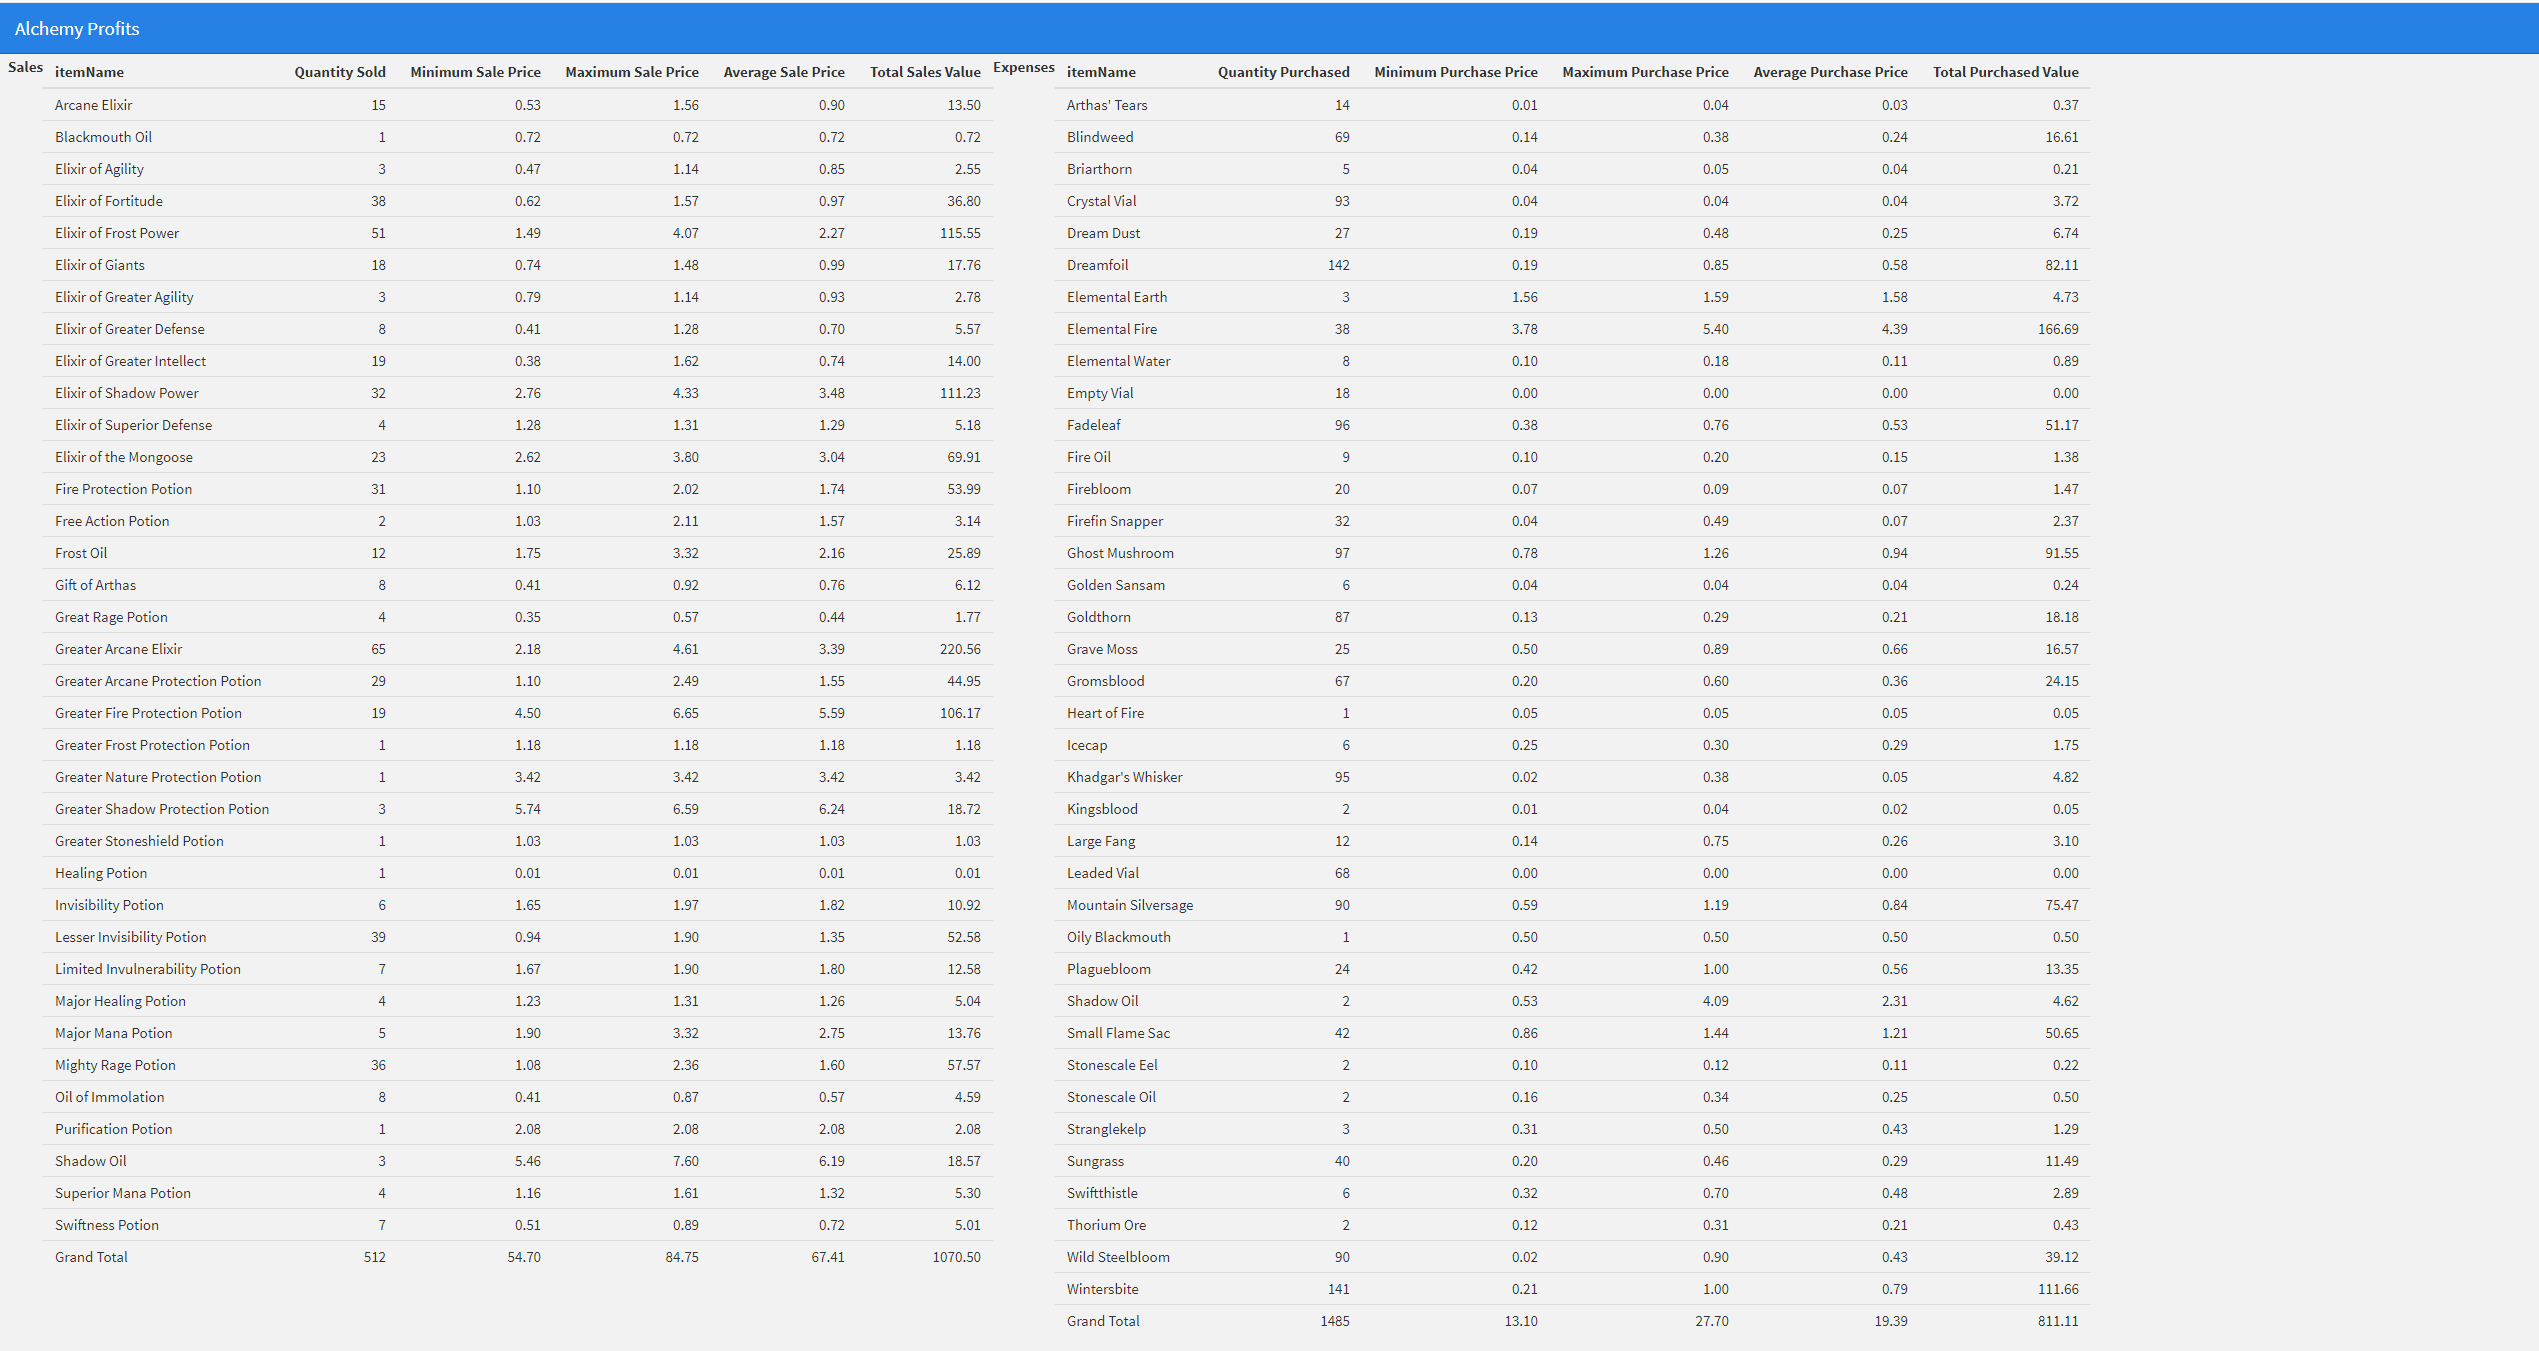 Alchemy Profits
Sales
itemName Quantity Sold Minimum Sale Price Maximum Sale Price Average Sale Price Total Sales Value
Arcane Elixir 15 0.53 1.56 0.90 13.50
Blackmouth Oil 1 0.72 0.72 0.72 0.72
Elixir of Agility 3 0.47 1.14 0.85 2.55
Elixir of Fortitude 38 0.62 1.57 0.97 36.80
Elixir of Frost Power 51 1.49 4.07 2.27 115.55
Elixir of Giants 18 0.74 1.48 0.99 17.76
Elixir of Greater Agility 3 0.79 1.14 0.93 2.78
Elixir of Greater Defense 8 0.41 1.28 0.70 5.57
Elixir of Greater Intellect 19 0.38 1.62 0.74 14.00
Elixir of Shadow Power 32 2.76 4.33 3.48 111.23
Elixir of Superior Defense 4 1.28 1.31 1.29 5.18
Elixir of the Mongoose 23 2.62 3.80 3.04 69.91
Fire Protection Potion 31 1.10 2.02 1.74 53.99
Free Action Potion 2 1.03 2.11 1.57 3.14
Frost Oil 12 1.75 3.32 2.16 25.89
Gift of Arthas 8 0.41 0.92 0.76 6.12
Great Rage Potion 4 0.35 0.57 0.44 1.77
Greater Arcane Elixir 65 2.18 4.61 3.39 220.56
Greater Arcane Protection Potion 29 1.10 2.49 1.55 44.95
Greater Fire Protection Potion 19 4.50 6.65 5.59 106.17
Greater Frost Protection Potion 1 1.18 1.18 1.18 1.18
Greater Nature Protection Potion 1 3.42 3.42 3.42 3.42
Greater Shadow Protection Potion 3 5.74 6.59 6.24 18.72
Greater Stoneshield Potion 1 1.03 1.03 1.03 1.03
Healing Potion 1 0.01 0.01 0.01 0.01
Invisibility Potion 6 1.65 1.97 1.82 10.92
Lesser Invisibility Potion 39 0.94 1.90 1.35 52.58
Limited Invulnerability Potion 7 1.67 1.90 1.80 12.58
Major Healing Potion 4 1.23 1.31 1.26 5.04
Major Mana Potion 5 1.90 3.32 2.75 13.76
Mighty Rage Potion 36 1.08 2.36 1.60 57.57
Oil of Immolation 8 0.41 0.87 0.57 4.59
Purification Potion 1 2.08 2.08 2.08 2.08
Shadow Oil 3 5.46 7.60 6.19 18.57
Superior Mana Potion 4 1.16 1.61 1.32 5.30
Swiftness Potion 7 0.51 0.89 0.72 5.01
Grand Total 512 54.70 84.75 67.41 1070.50
Expenses
itemName Quantity Purchased Minimum Purchase Price Maximum Purchase Price Average Purchase Price Total Purchased Value
Arthas' Tears 14 0.01 0.04 0.03 0.37
Blindweed 69 0.14 0.38 0.24 16.61
Briarthorn 5 0.04 0.05 0.04 0.21
Crystal Vial 93 0.04 0.04 0.04 3.72
Dream Dust 27 0.19 0.48 0.25 6.74
Dreamfoil 142 0.19 0.85 0.58 82.11
Elemental Earth 3 1.56 1.59 1.58 4.73
Elemental Fire 38 3.78 5.40 4.39 166.69
Elemental Water 8 0.10 0.18 0.11 0.89
Empty Vial 18 0.00 0.00 0.00 0.00
Fadeleaf 96 0.38 0.76 0.53 51.17
Fire Oil 9 0.10 0.20 0.15 1.38
Firebloom 20 0.07 0.09 0.07 1.47
Firefin Snapper 32 0.04 0.49 0.07 2.37
Ghost Mushroom 97 0.78 1.26 0.94 91.55
Golden Sansam 6 0.04 0.04 0.04 0.24
Goldthorn 87 0.13 0.29 0.21 18.18
Grave Moss 25 0.50 0.89 0.66 16.57
Gromsblood 67 0.20 0.60 0.36 24.15
Heart of Fire 1 0.05 0.05 0.05 0.05
Icecap 6 0.25 0.30 0.29 1.75
Khadgar's Whisker 95 0.02 0.38 0.05 4.82
Kingsblood 2 0.01 0.04 0.02 0.05
Large Fang 12 0.14 0.75 0.26 3.10
Leaded Vial 68 0.00 0.00 0.00 0.00
Mountain Silversage 90 0.59 1.19 0.84 75.47
Oily Blackmouth 1 0.50 0.50 0.50 0.50
Plaguebloom 24 0.42 1.00 0.56 13.35
Shadow Oil 2 0.53 4.09 2.31 4.62
Small Flame Sac 42 0.86 1.44 1.21 50.65
Stonescale Eel 2 0.10 0.12 0.11 0.22
Stonescale Oil 2 0.16 0.34 0.25 0.50
Stranglekelp 3 0.31 0.50 0.43 1.29
Sungrass 40 0.20 0.46 0.29 11.49
Swiftthistle 6 0.32 0.70 0.48 2.89
Thorium Ore 2 0.12 0.31 0.21 0.43
Wild Steelbloom 90 0.02 0.90 0.43 39.12
Wintersbite 141 0.21 1.00 0.79 111.66
Grand Total 1485 13.10 27.70 19.39 811.11